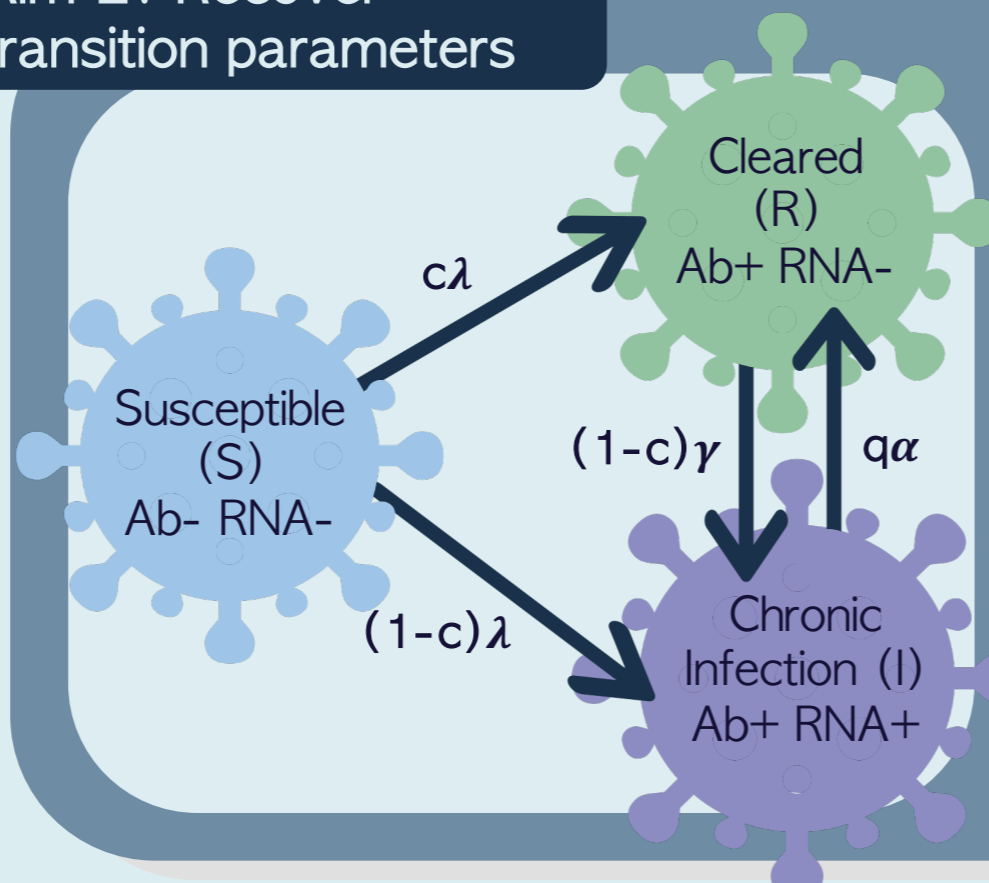 ransition parameters
Cleared
(R)
Ab+ RNA-
cλ
Susceptible
(S)
Ab- RNA-
(1-c)γ
qα
(1-c)λ
Chronic
Infection (I)
Ab+ RNA+